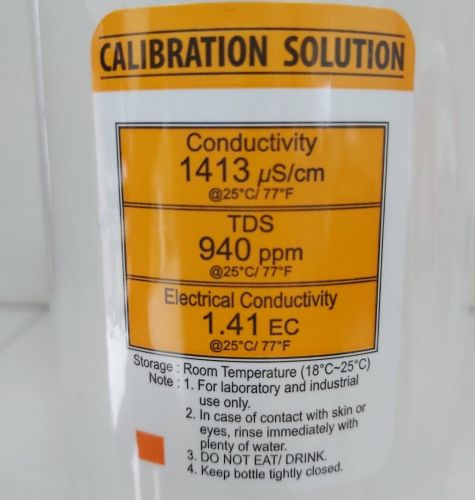 CALIBRATION SOLUTION
Conductivity
1413 µS/cm
@25°C/ 77°F
TDS
940 ppm
@25°C/ 77°F
Electrical Conductivity
1.41 EC
@25°C/ 77°F
Storage : Room Temperature (18°C~25°C)
Note : 1. For laboratory and industrial
use only.
2. In case of contact with skin or
eyes, rinse immediately with
plenty of water.
3. DO NOT EAT/ DRINK.
4. Keep bottle tightly closed.